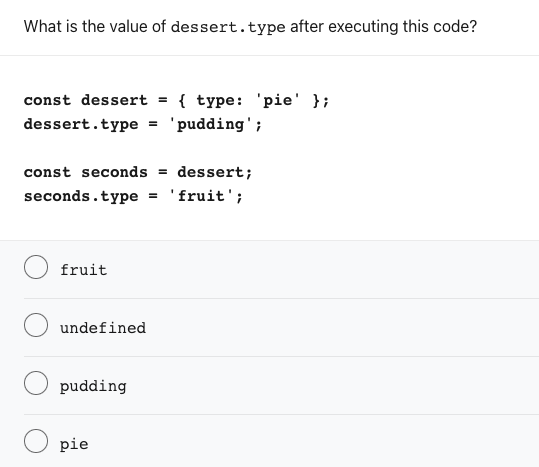 What is the value of dessert.type after executing this code?
const dessert = { type: 'pie' };
dessert.type = 'pudding';
const seconds = dessert;
seconds.type = 'fruit';
fruit
undefined
pudding
pie